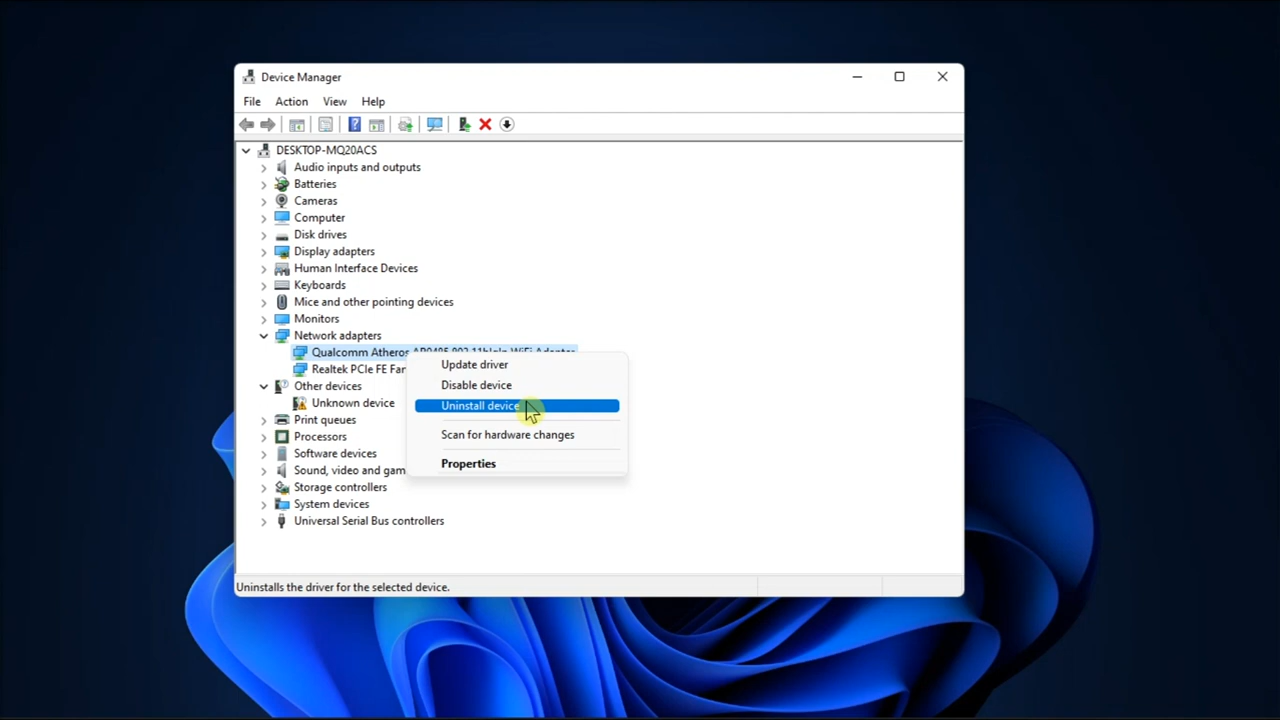 Device Manager
File Action View Help
DESKTOP-MQ20ACS
Audio inputs and outputs
Batteries
Cameras
Computer
Disk drives
Display adapters
Human Interface Devices
Keyboards
Mice and other pointing devices
Monitors
Network adapters
Qualcomm Atheros
Realtek PCIe FE
Other devices
Unknown device
Print queues
Processors
Software devices
Sound, video and
Storage controllers
System devices
Universal Serial Bus controllers
Update driver
Disable device
Uninstall device
Scan for hardware changes
Properties
Uninstalls the driver for the selected device.